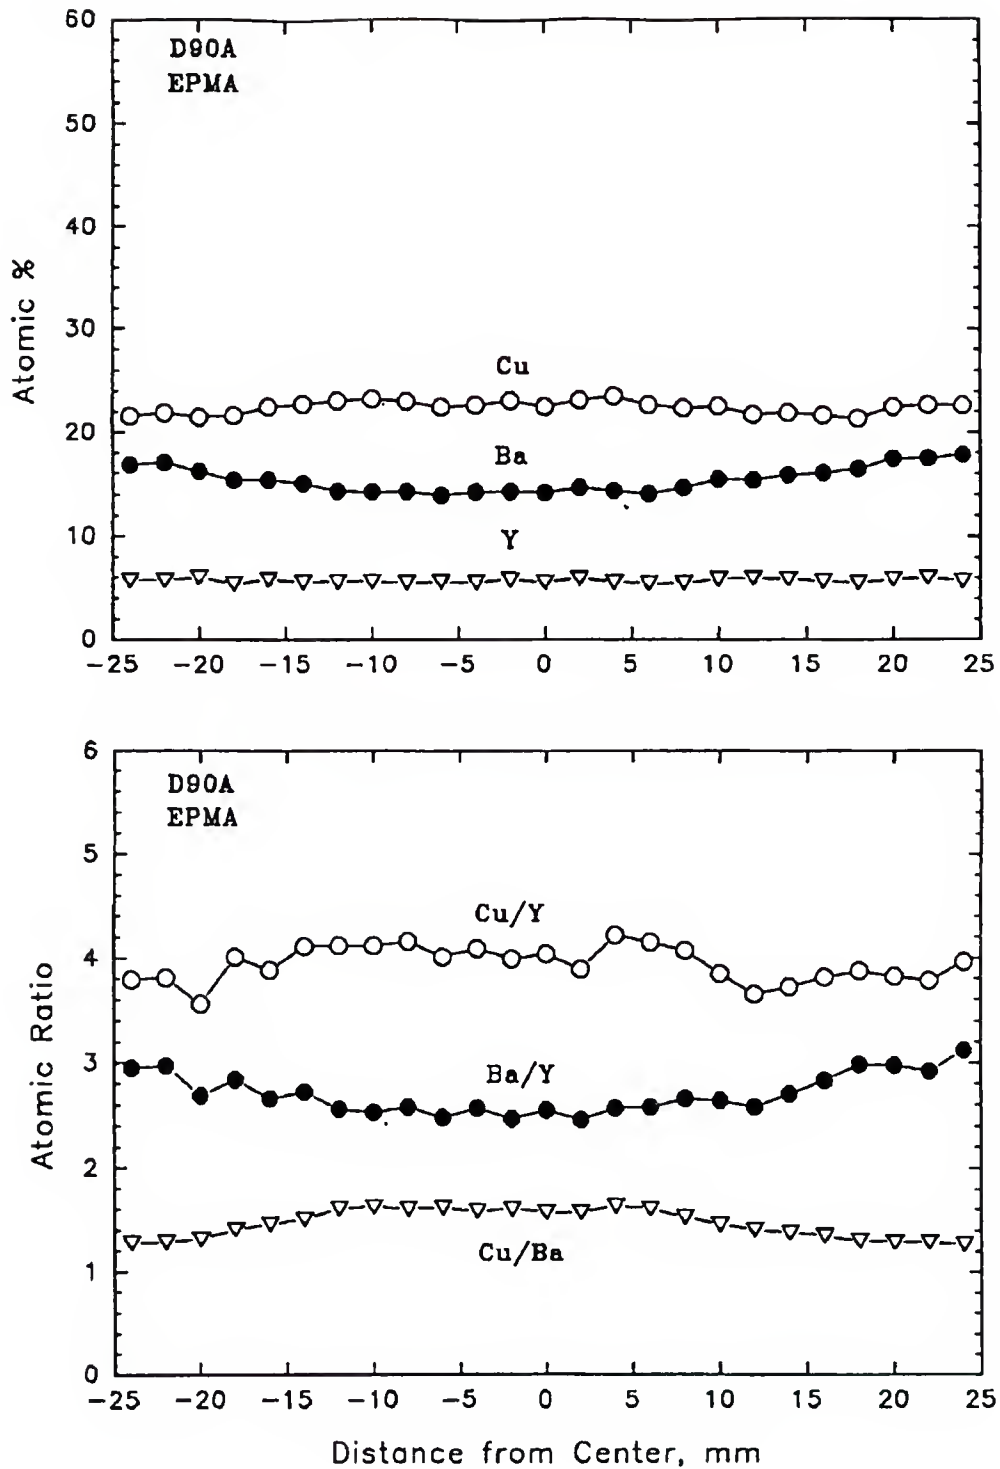 60
50
40
30
20
10
0
Atomic %
D90A
EPMA
Cu
Ba
Y
-25 -20 -15 -10 -5 0 5 10 15 20 25
6
5
4
3
2
1
0
Atomic Ratio
D90A
EPMA
Cu/Y
Ba/Y
Cu/Ba
-25 -20 -15 -10 -5 0 5 10 15 20 25
Distance from Center, mm